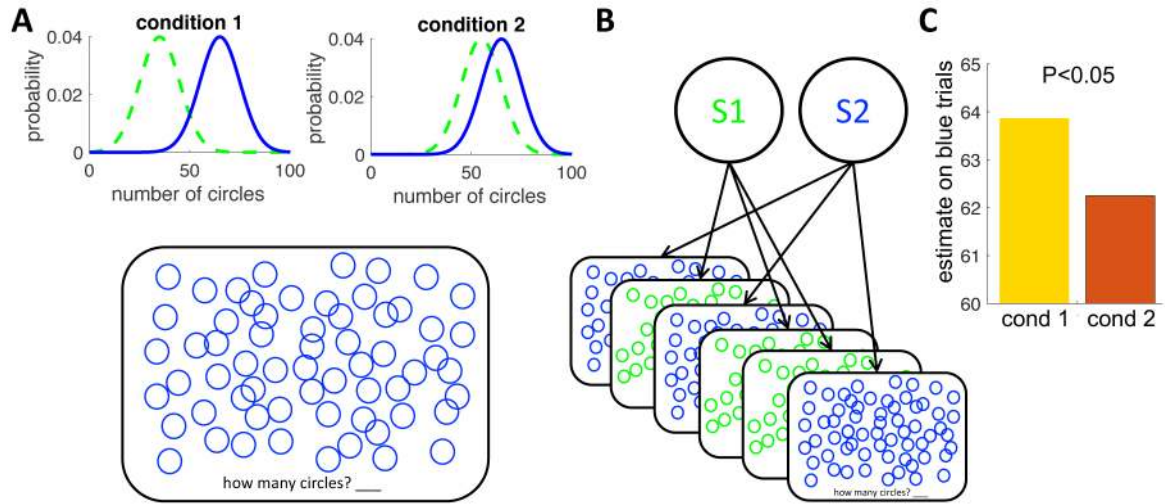 A
condition 1
0.04
0.02
0
probability
0
50
100
number of circles
condition 2
0.04
0.02
0
probability
0
50
100
number of circles
how many circles? ___
B
S1
S2
how many circles? ___
C
P<0.05
65
64
63
62
61
60
estimate on blue trials
cond 1
cond 2